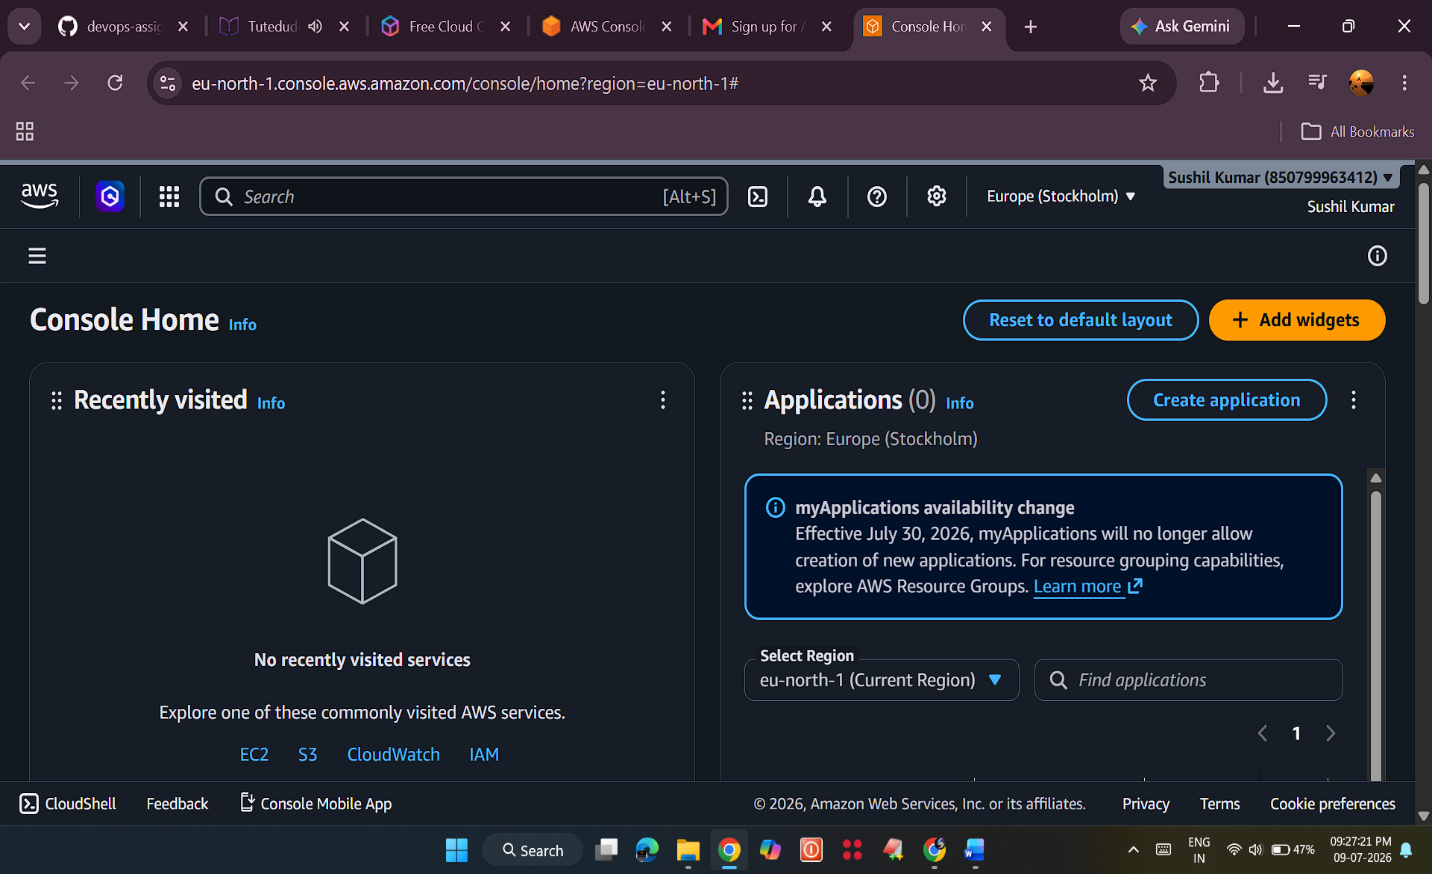 devops-assig
Tutedud
Free Cloud C
AWS Consol
Sign up for A
Console Hom
Ask Gemini
eu-north-1.console.aws.amazon.com/console/home?region=eu-north-1#
All Bookmarks
aws
Search
[Alt+S]
Europe (Stockholm)
Sushil Kumar (850799963412)
Sushil Kumar
Console Home Info
Reset to default layout
+ Add widgets
Recently visited Info
No recently visited services
Explore one of these commonly visited AWS services.
EC2 S3 CloudWatch IAM
Applications (0) Info
Create application
Region: Europe (Stockholm)
myApplications availability change
Effective July 30, 2026, myApplications will no longer allow
creation of new applications. For resource grouping capabilities,
explore AWS Resource Groups. Learn more
Select Region
eu-north-1 (Current Region)
Find applications
1
CloudShell Feedback Console Mobile App
© 2026, Amazon Web Services, Inc. or its affiliates. Privacy Terms Cookie preferences
Search
ENG
IN
47%
09:27:21 PM
09-07-2026